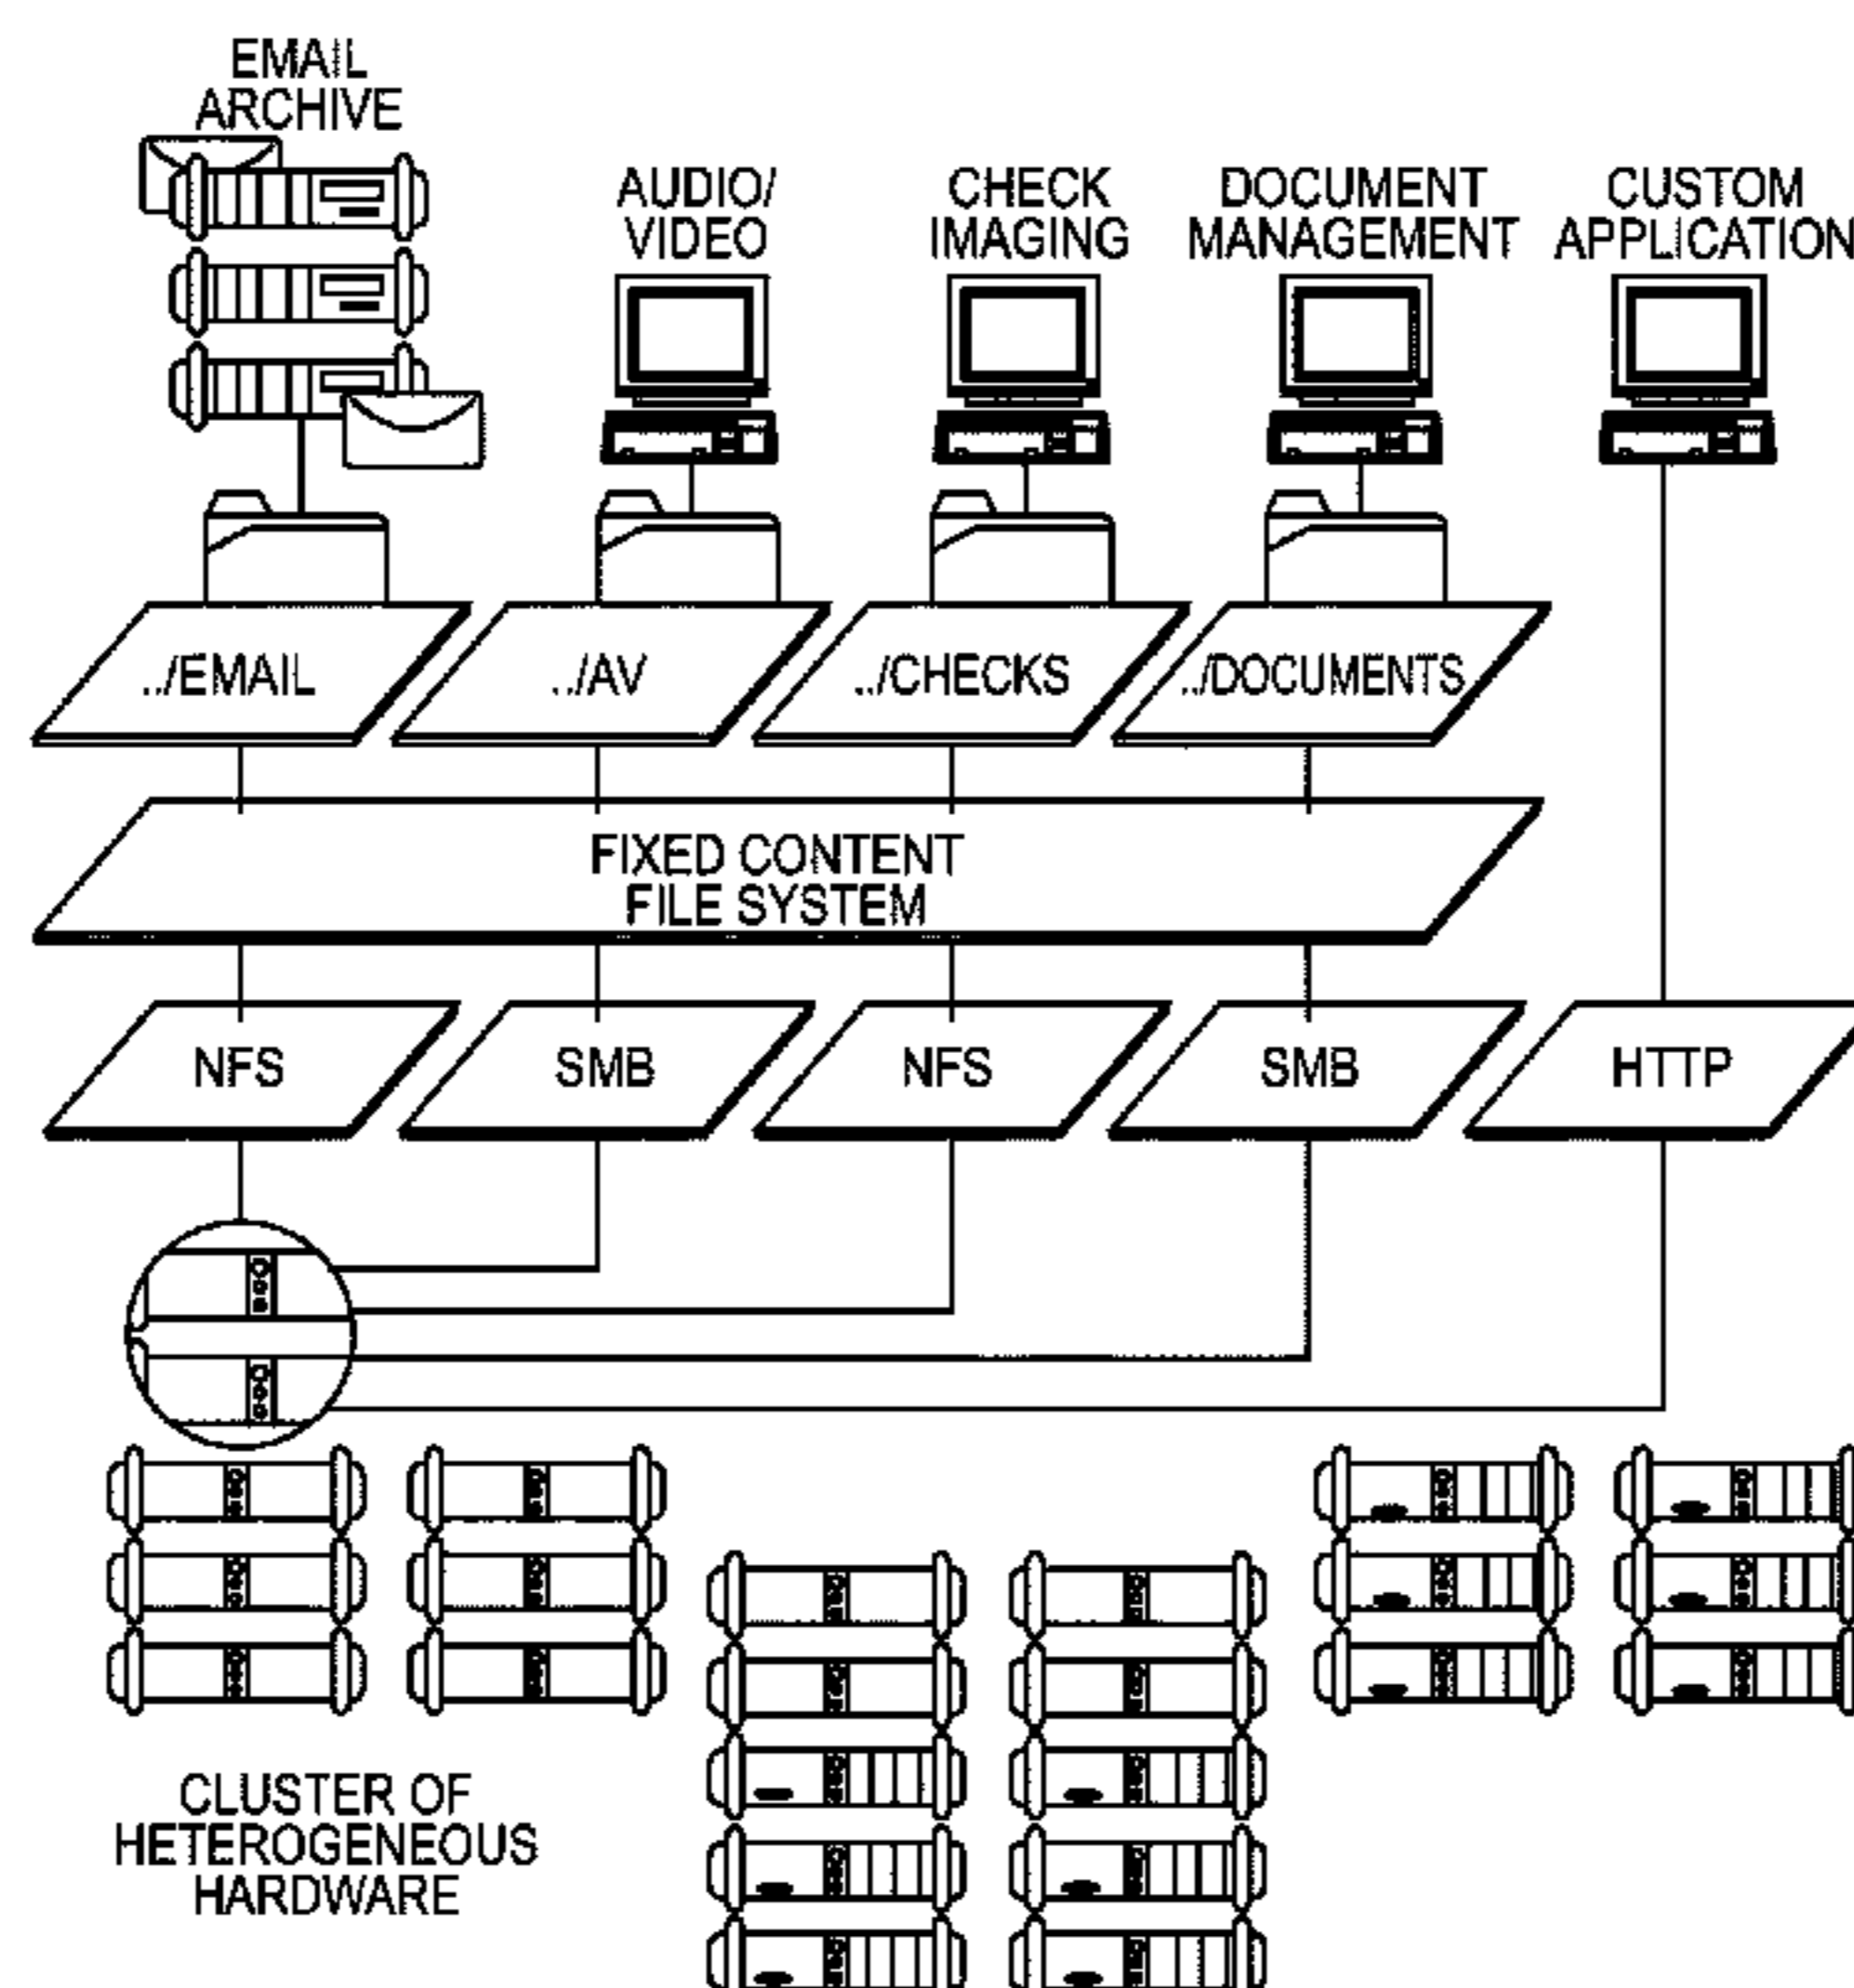 EMAIL
ARCHIVE
AUDIO/
VIDEO
CHECK
IMAGING
DOCUMENT
MANAGEMENT
CUSTOM
APPLICATION
../EMAIL
../AV
../CHECKS
../DOCUMENTS
FIXED CONTENT
FILE SYSTEM
NFS
SMB
NFS
SMB
HTTP
CLUSTER OF
HETEROGENEOUS
HARDWARE